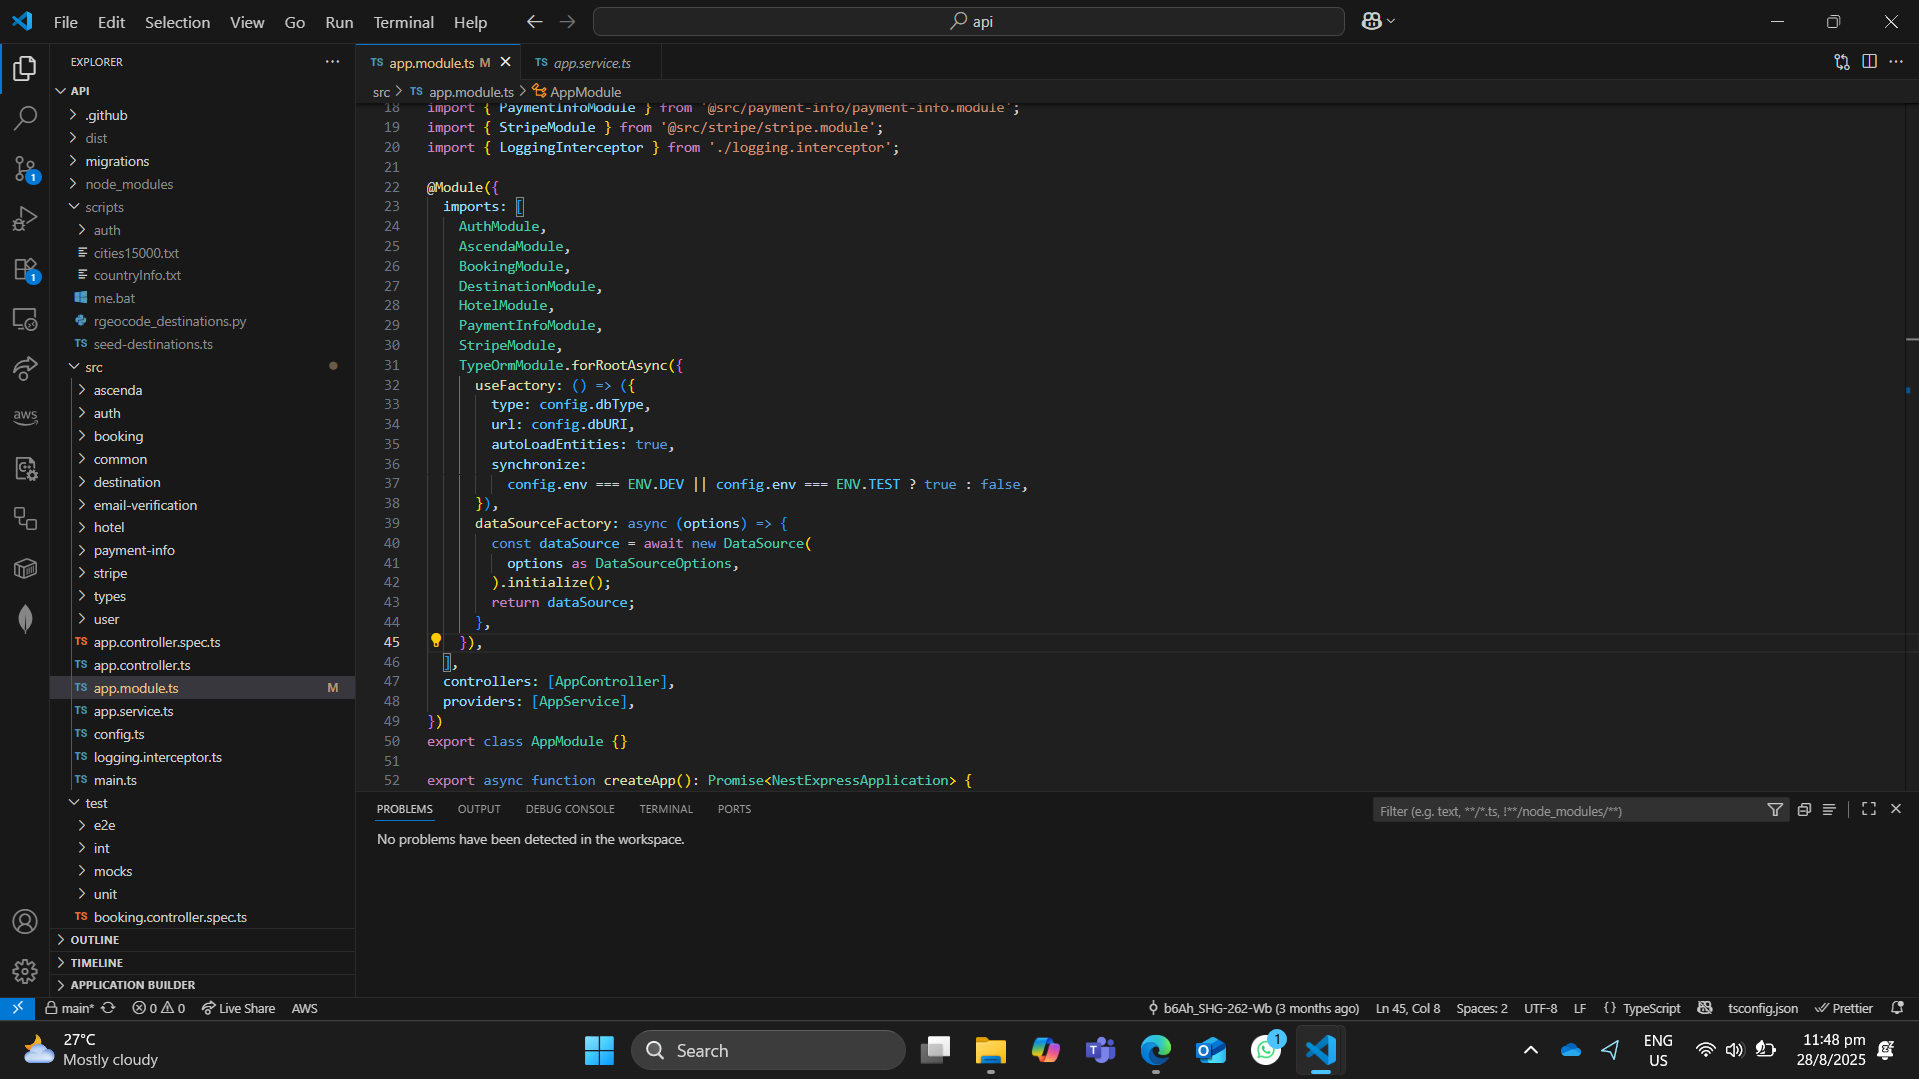 File Edit Selection View Go Run Terminal Help
api
EXPLORER
API
.github
dist
migrations
node_modules
scripts
auth
cities15000.txt
countryInfo.txt
me.bat
rgeocode_destinations.py
TS seed-destinations.ts
src
ascenda
auth
booking
common
destination
email-verification
hotel
payment-info
stripe
types
user
TS app.controller.spec.ts
TS app.controller.ts
TS app.module.ts M
TS app.service.ts
TS config.ts
TS logging.interceptor.ts
TS main.ts
test
e2e
int
mocks
unit
TS booking.controller.spec.ts
OUTLINE
TIMELINE
APPLICATION BUILDER
aws
1
1
TS app.module.ts M
TS app.service.ts
src > TS app.module.ts > AppModule
18 import { PaymentInfoModule } from '@src/payment-info/payment-info.module';
19 import { StripeModule } from '@src/stripe/stripe.module';
20 import { LoggingInterceptor } from './logging.interceptor';
21
22 @Module({
23 imports: [
24 AuthModule,
25 AscendaModule,
26 BookingModule,
27 DestinationModule,
28 HotelModule,
29 PaymentInfoModule,
30 StripeModule,
31 TypeOrmModule.forRootAsync({
32 useFactory: () => ({
33 type: config.dbType,
34 url: config.dbURI,
35 autoLoadEntities: true,
36 synchronize:
37 config.env === ENV.DEV || config.env === ENV.TEST ? true : false,
38 }),
39 dataSourceFactory: async (options) => {
40 const dataSource = await new DataSource(
41 options as DataSourceOptions,
42 ).initialize();
43 return dataSource;
44 },
45 }),
46 ],
47 controllers: [AppController],
48 providers: [AppService],
49 })
50 export class AppModule {}
51
52 export async function createApp(): Promise<NestExpressApplication> {
PROBLEMS OUTPUT DEBUG CONSOLE TERMINAL PORTS
Filter (e.g. text, **/*.ts, !**/node_modules/**)
No problems have been detected in the workspace.
main* 0 0 Live Share AWS
b6Ah_SHG-262-Wb (3 months ago) Ln 45, Col 8 Spaces: 2 UTF-8 LF {} TypeScript tsconfig.json Prettier
27°C
Mostly cloudy
Search
1
ENG
US
11:48 pm
28/8/2025